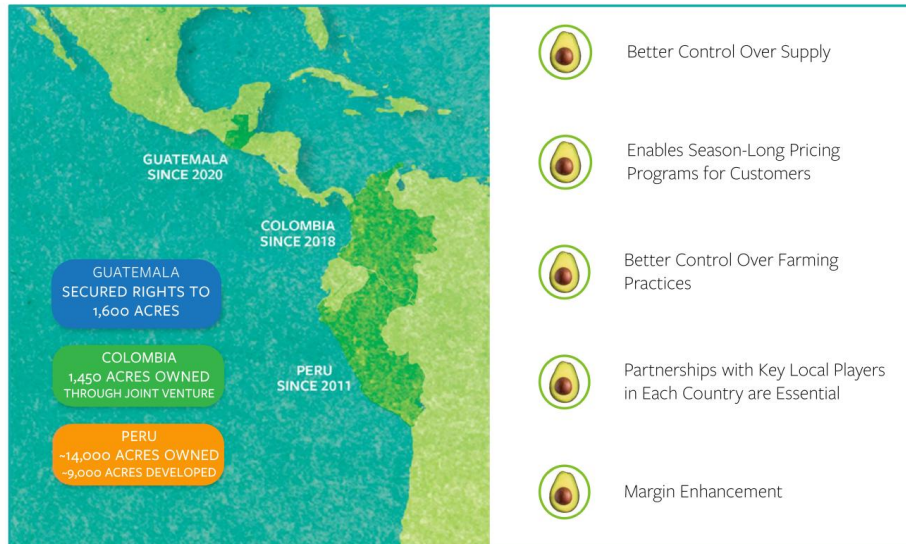 GUATEMALA
SINCE 2020
COLOMBIA
SINCE 2018
PERU
SINCE 2011
GUATEMALA
SECURED RIGHTS TO
1,600 ACRES
COLOMBIA
1,450 ACRES OWNED
THROUGH JOINT VENTURE
PERU
~14,000 ACRES OWNED
~9,000 ACRES DEVELOPED
Better Control Over Supply
Enables Season-Long Pricing
Programs for Customers
Better Control Over Farming
Practices
Partnerships with Key Local Players
in Each Country are Essential
Margin Enhancement